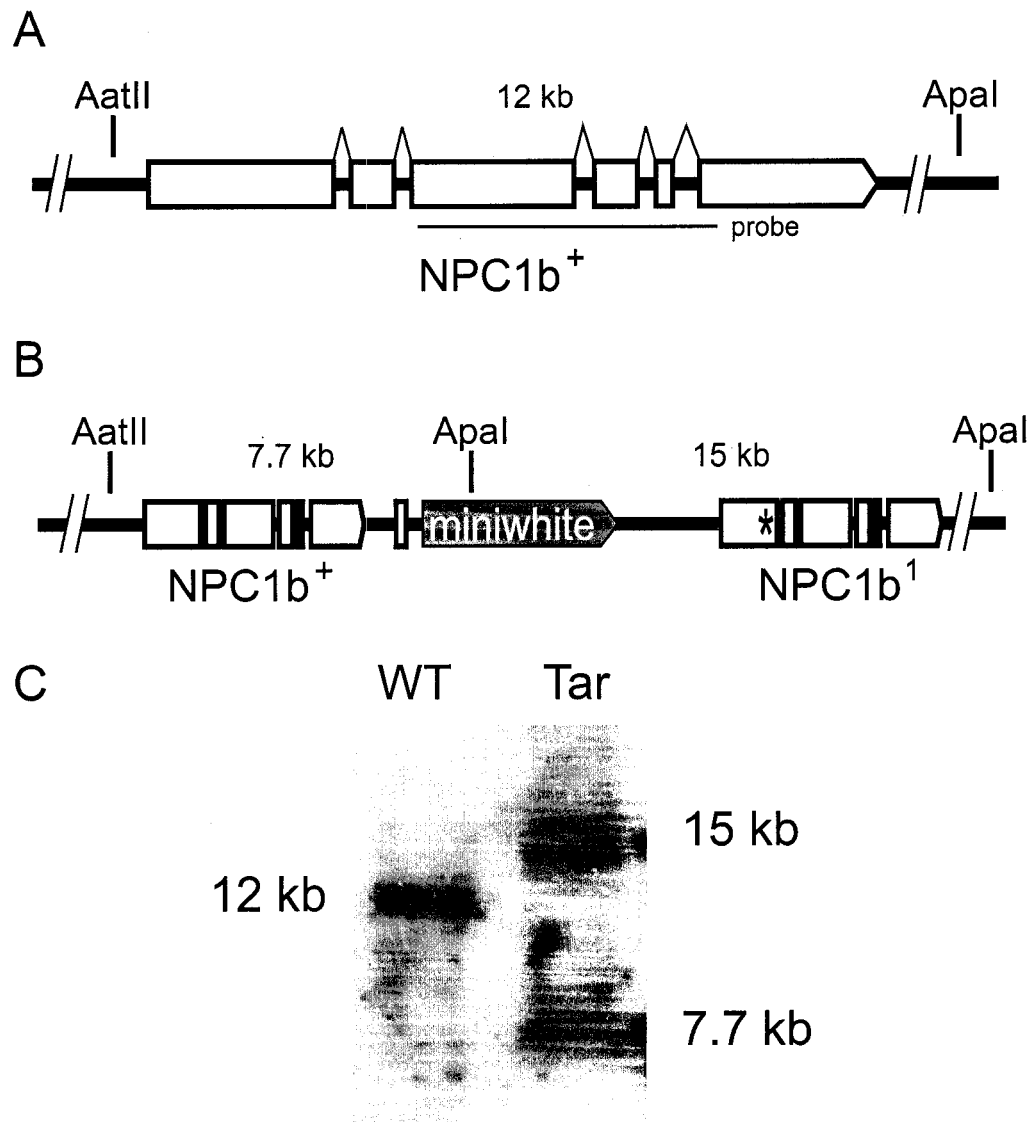 A
AatII 12 kb ApaI
probe
NPC1b+
B
AatII 7.7 kb ApaI 15 kb ApaI
miniwhite
*
NPC1b+ NPC1b1
C WT Tar
15 kb
12 kb
7.7 kb